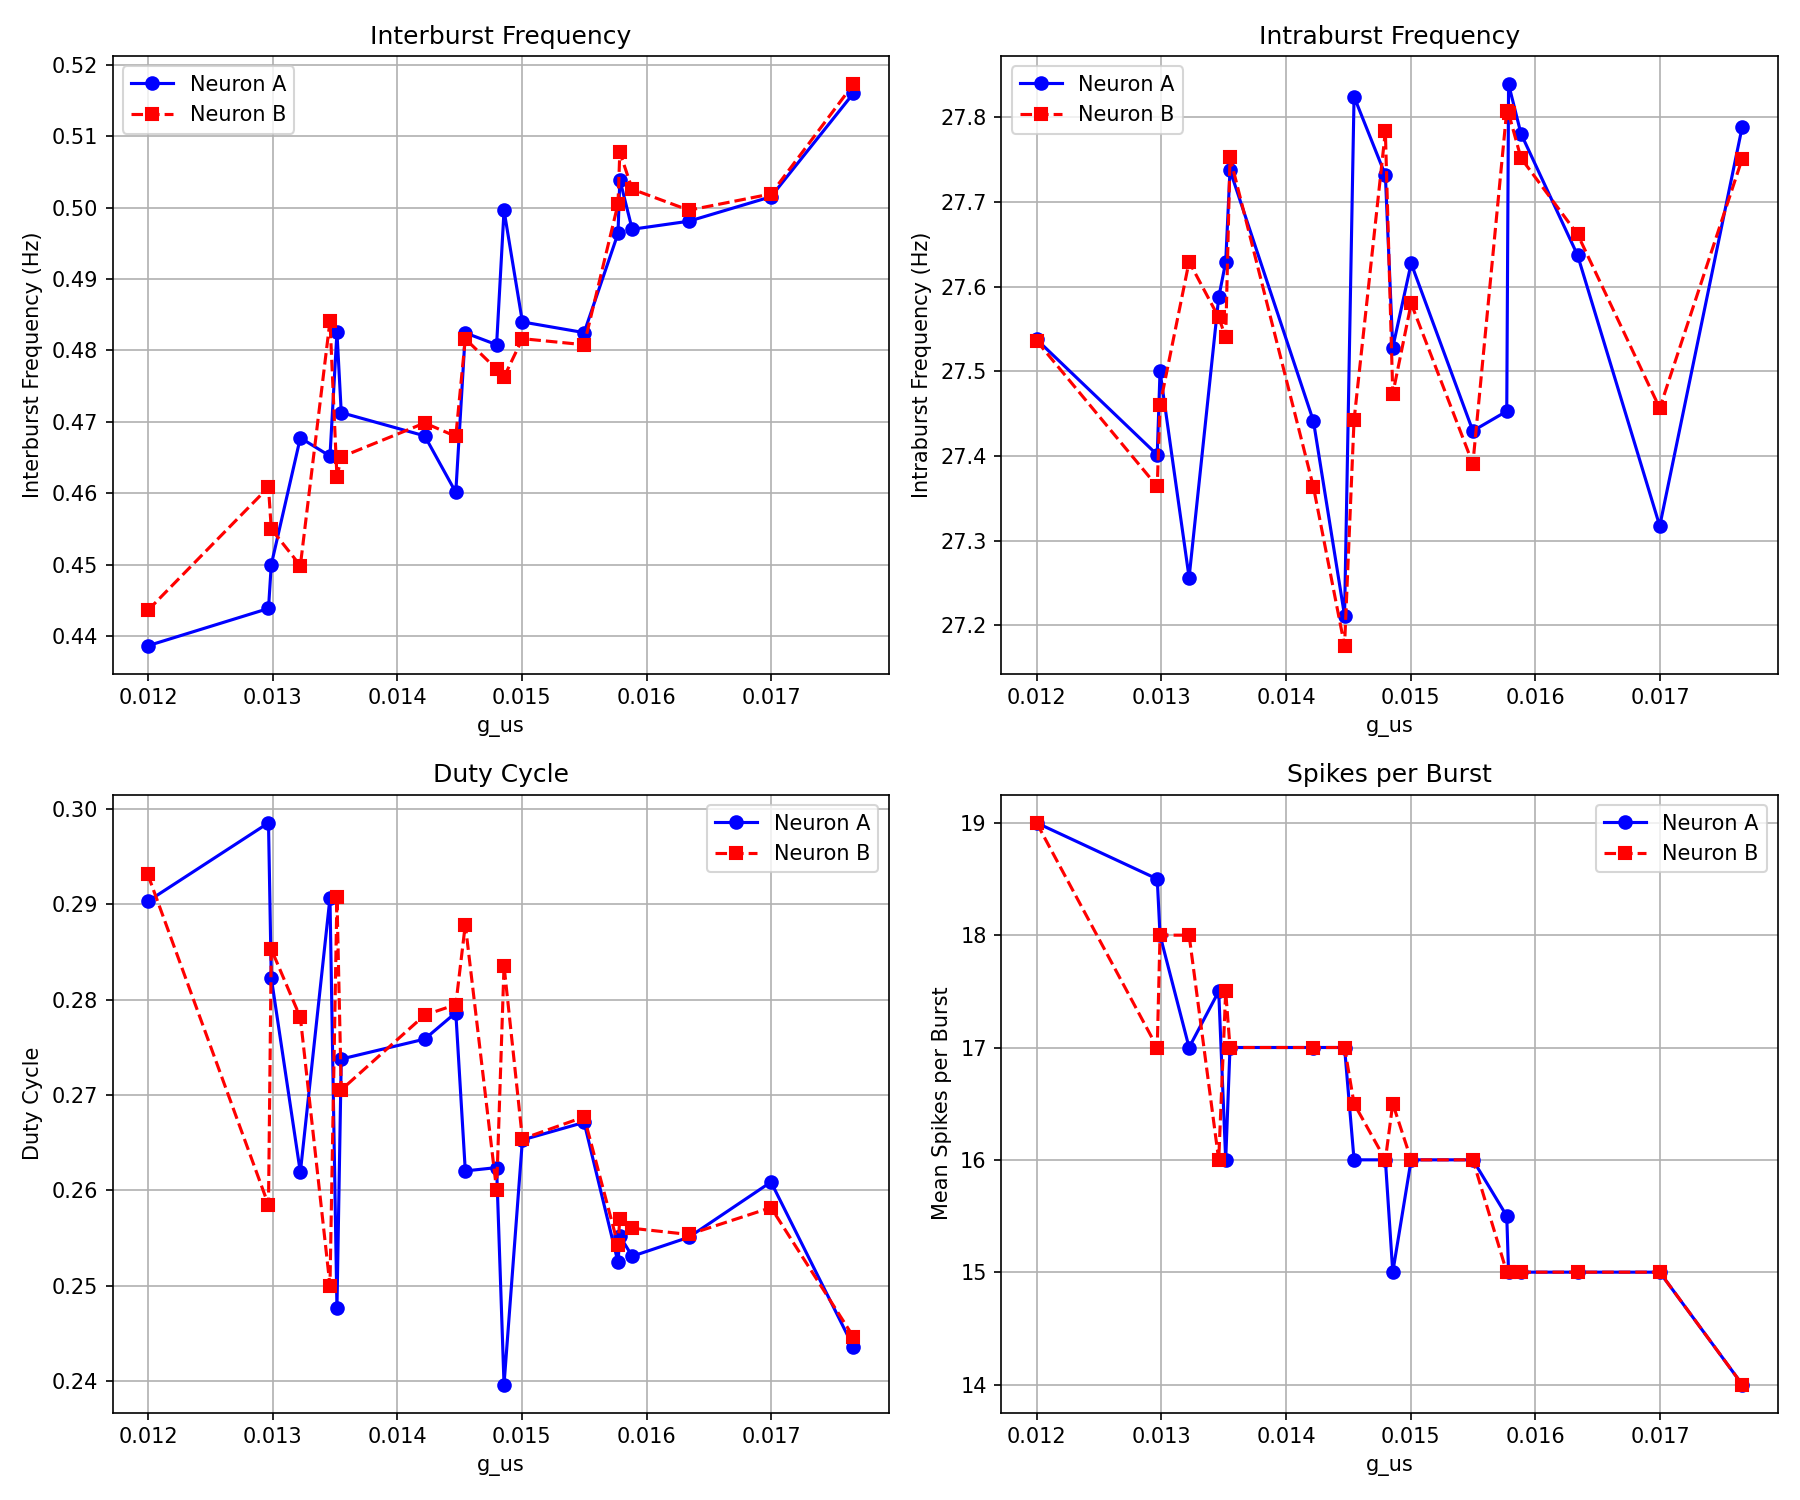 Interburst Frequency
Neuron A
Neuron B
Interburst Frequency (Hz)
0.52
0.51
0.50
0.49
0.48
0.47
0.46
0.45
0.44
0.012 0.013 0.014 0.015 0.016 0.017
g_us
Intraburst Frequency
Neuron A
Neuron B
Intraburst Frequency (Hz)
27.8
27.7
27.6
27.5
27.4
27.3
27.2
0.012 0.013 0.014 0.015 0.016 0.017
g_us
Duty Cycle
Neuron A
Neuron B
Duty Cycle
0.30
0.29
0.28
0.27
0.26
0.25
0.24
0.012 0.013 0.014 0.015 0.016 0.017
g_us
Spikes per Burst
Neuron A
Neuron B
Mean Spikes per Burst
19
18
17
16
15
14
0.012 0.013 0.014 0.015 0.016 0.017
g_us